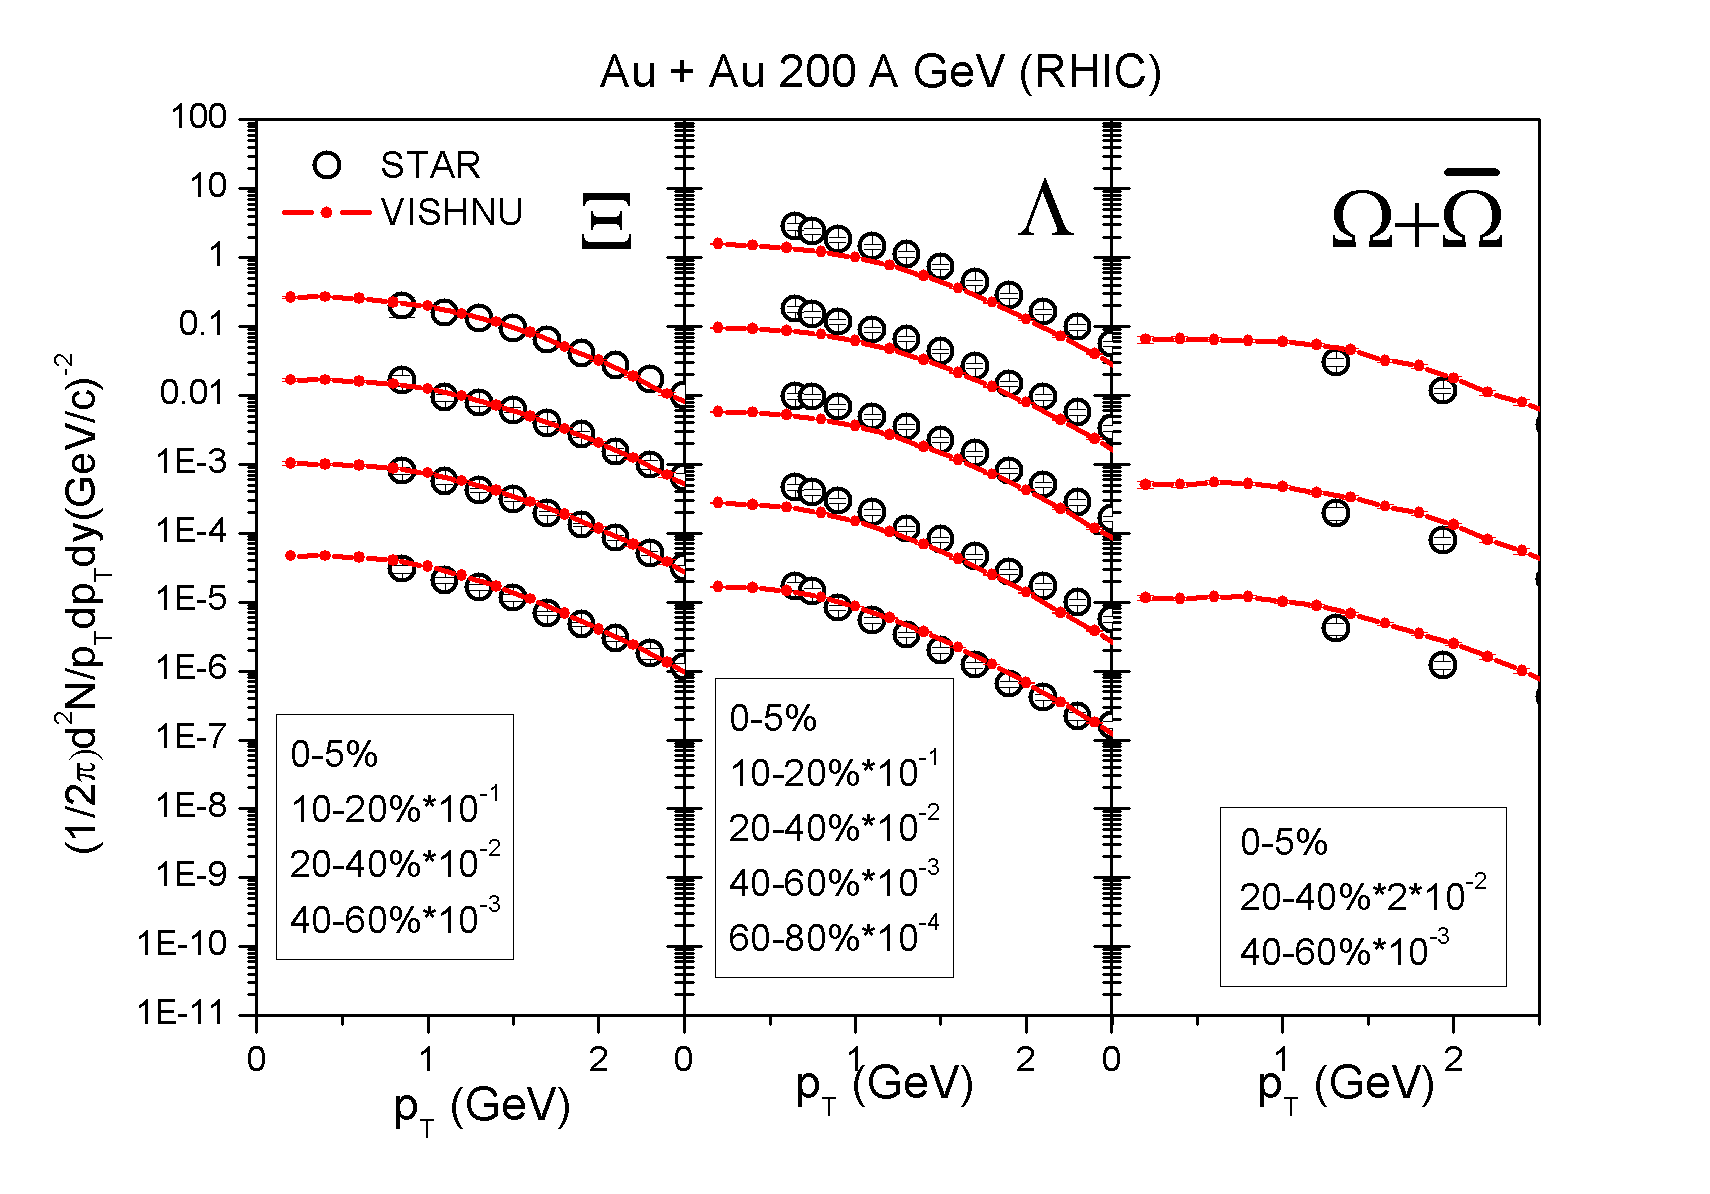 Au + Au 200 A GeV (RHIC)
(1/2π)d²N/p_T dp_T dy(GeV/c)⁻²
100
10
1
0.1
0.01
1E-3
1E-4
1E-5
1E-6
1E-7
1E-8
1E-9
1E-10
1E-11
STAR
VISHNU
Ξ
0-5%
10-20%*10⁻¹
20-40%*10⁻²
40-60%*10⁻³
0 1 2
p_T (GeV)
Λ
0-5%
10-20%*10⁻¹
20-40%*10⁻²
40-60%*10⁻³
60-80%*10⁻⁴
0 1 2
p_T (GeV)
Ω+Ω̅
0-5%
20-40%*2*10⁻²
40-60%*10⁻³
0 1 2
p_T (GeV)